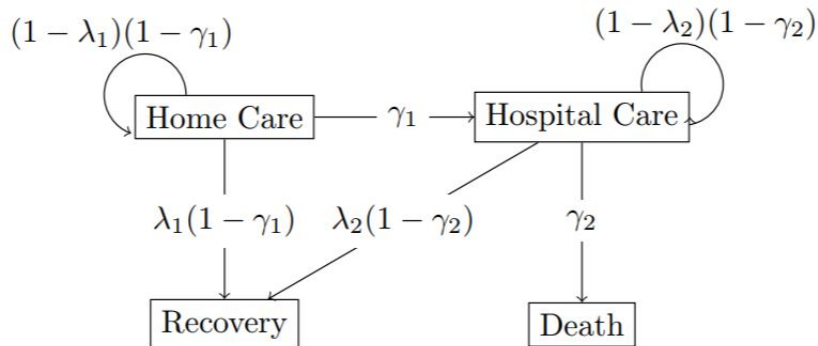 (1 − λ₁)(1 − γ₁)
(1 − λ₂)(1 − γ₂)
Home Care
γ₁
Hospital Care
λ₁(1 − γ₁)
λ₂(1 − γ₂)
γ₂
Recovery
Death